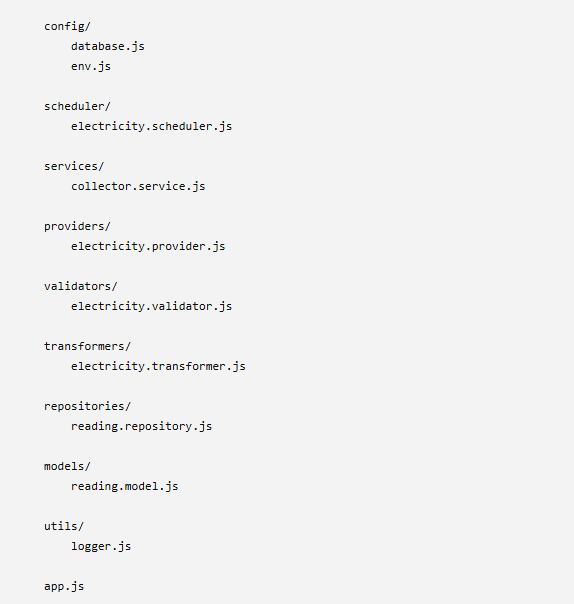 config/
database.js
env.js
scheduler/
electricity.scheduler.js
services/
collector.service.js
providers/
electricity.provider.js
validators/
electricity.validator.js
transformers/
electricity.transformer.js
repositories/
reading.repository.js
models/
reading.model.js
utils/
logger.js
app.js